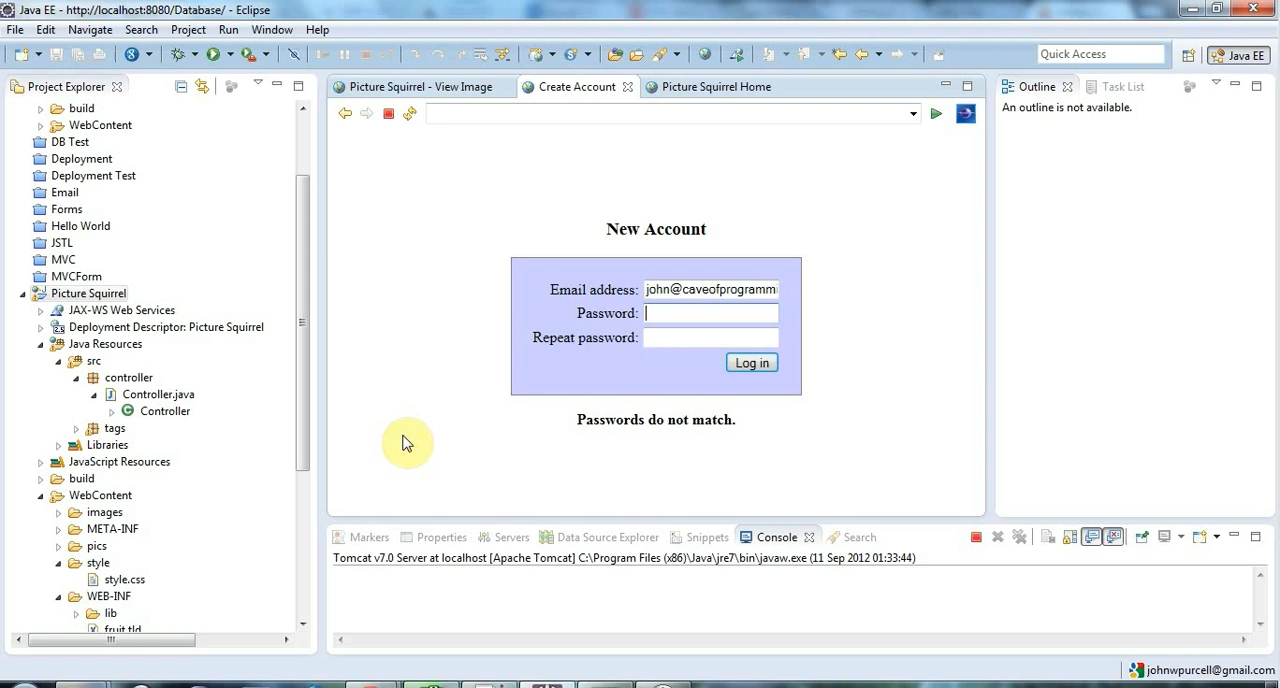 Java EE - http://localhost:8080/Database/ - Eclipse
File Edit Navigate Search Project Run Window Help
Quick Access
Java EE
Project Explorer
build
WebContent
DB Test
Deployment
Deployment Test
Email
Forms
Hello World
JSTL
MVC
MVCForm
Picture Squirrel
JAX-WS Web Services
Deployment Descriptor: Picture Squirrel
Java Resources
src
controller
Controller.java
Controller
tags
Libraries
JavaScript Resources
build
WebContent
images
META-INF
pics
style
style.css
WEB-INF
lib
fruit.tld
Picture Squirrel - View Image
Create Account
Picture Squirrel Home
New Account
Email address: john@caveofprogrammi
Password:
Repeat password:
Log in
Passwords do not match.
Outline
Task List
An outline is not available.
Markers Properties Servers Data Source Explorer Snippets Console Search
Tomcat v7.0 Server at localhost [Apache Tomcat] C:\Program Files (x86)\Java\jre7\bin\javaw.exe (11 Sep 2012 01:33:44)
johnwpurcell@gmail.com